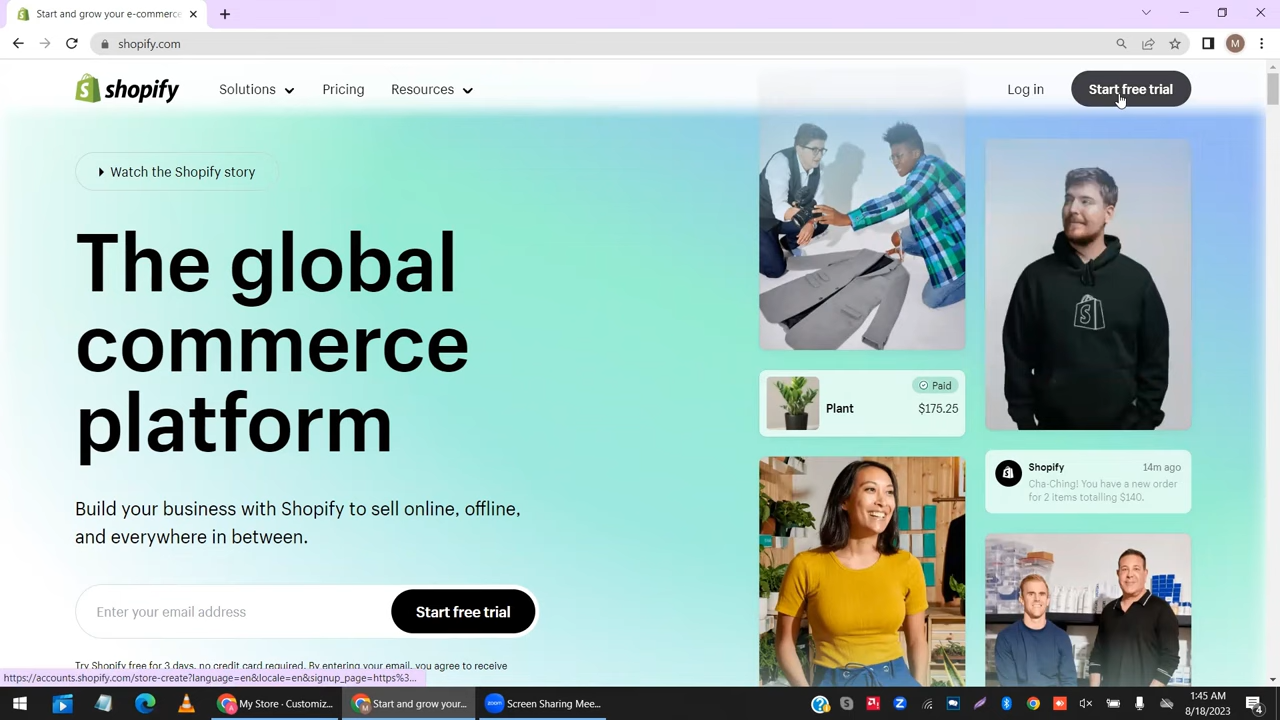 Start and grow your e-commerce
shopify.com
M
shopify
Solutions
Pricing
Resources
Log in
Start free trial
Watch the Shopify story
The global
commerce
platform
Build your business with Shopify to sell online, offline,
and everywhere in between.
Enter your email address
Start free trial
Try Shopify free for 3 days, no credit card required. By entering your email, you agree to receive
Paid
Plant
$175.25
Shopify
14m ago
Cha-Ching! You have a new order
for 2 items totalling $140.
https://accounts.shopify.com/store-create?language=en&locale=en&signup_page=https%3...
My Store · Customiz...
Start and grow your...
zoom
Screen Sharing Mee...
1:45 AM
8/18/2023
4